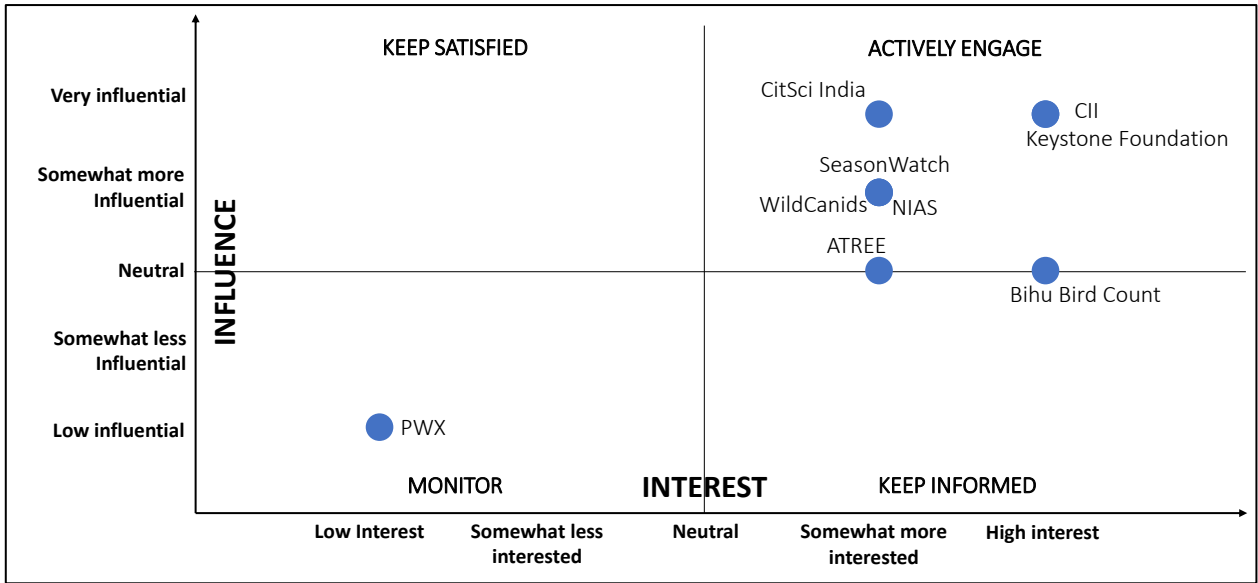 KEEP SATISFIED
ACTIVELY ENGAGE
Very influential
CitSci India
CII
Keystone Foundation
Somewhat more
Influential
SeasonWatch
WildCanids
NIAS
INFLUENCE
ATREE
Neutral
Bihu Bird Count
Somewhat less
Influential
Low influential
PWX
MONITOR
INTEREST
KEEP INFORMED
Low Interest
Somewhat less
interested
Neutral
Somewhat more
interested
High interest